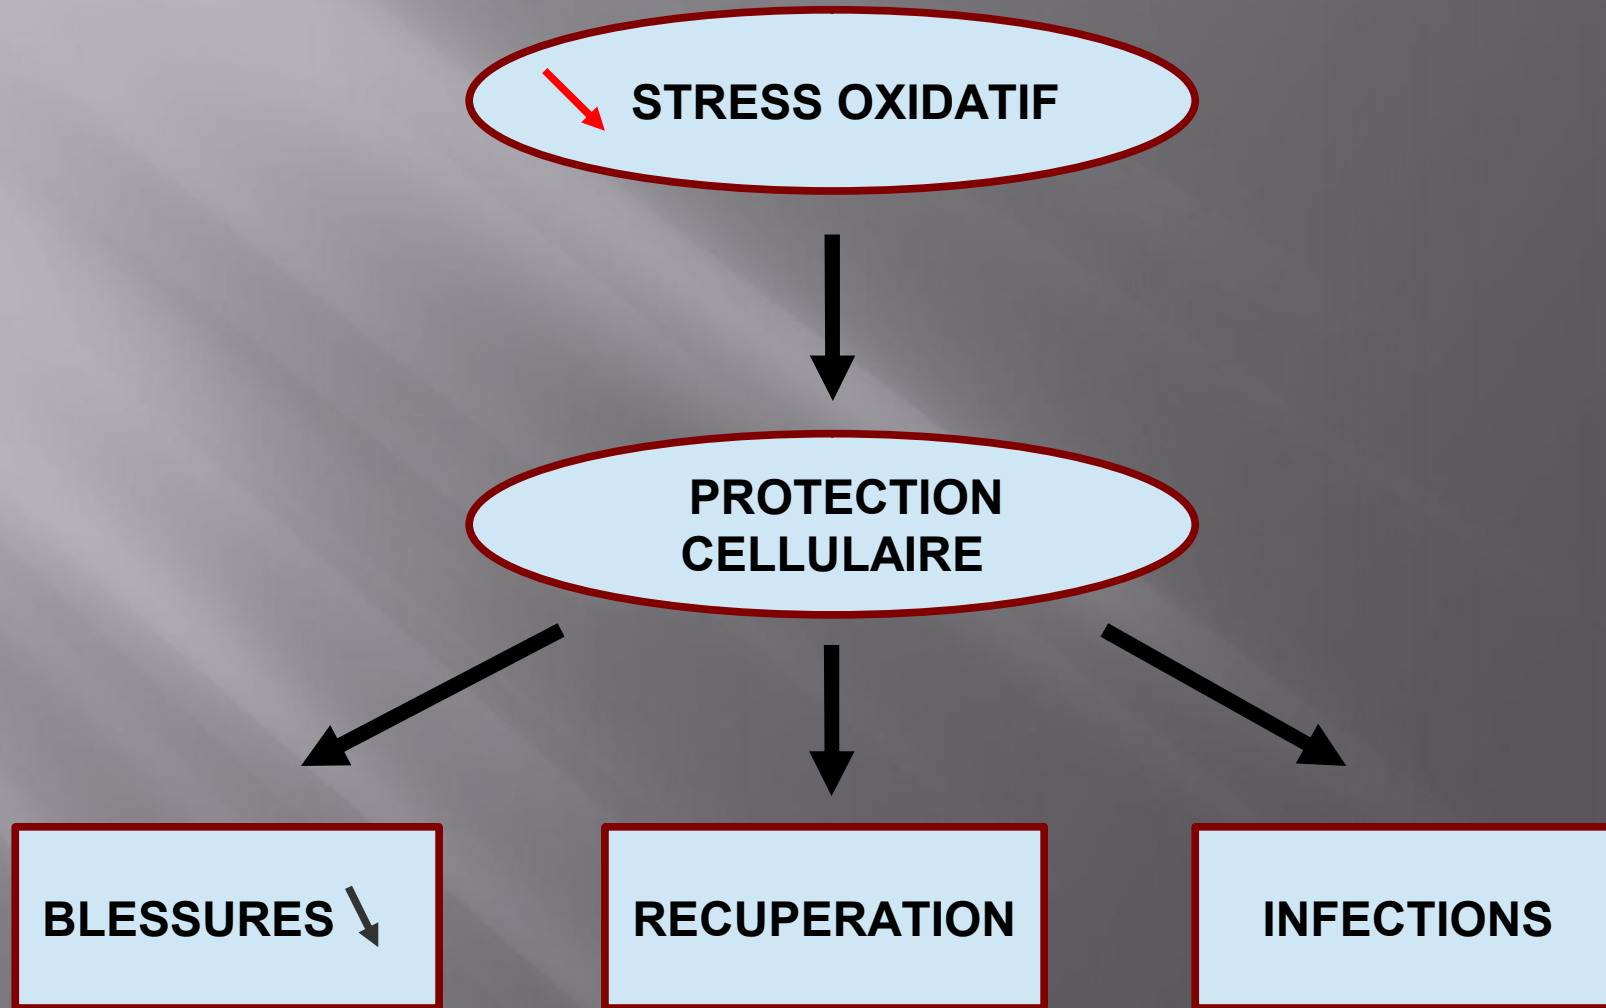 STRESS OXIDATIF
PROTECTION
CELLULAIRE
BLESSURES
RECUPERATION
INFECTIONS